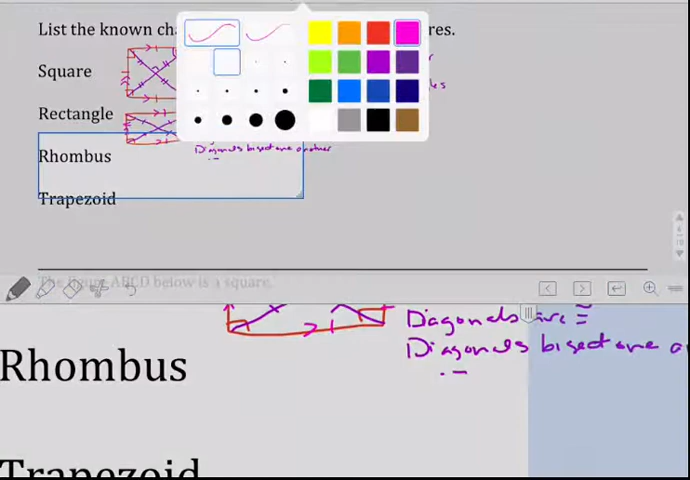 List the known ch
res.
Square
Rectangle
Rhombus
Diagonals bisect one another
Trapezoid
The figure ABCD below is a square.
Diagonals are ≅
Diagonals bisect one
Rhombus
Trapezoid